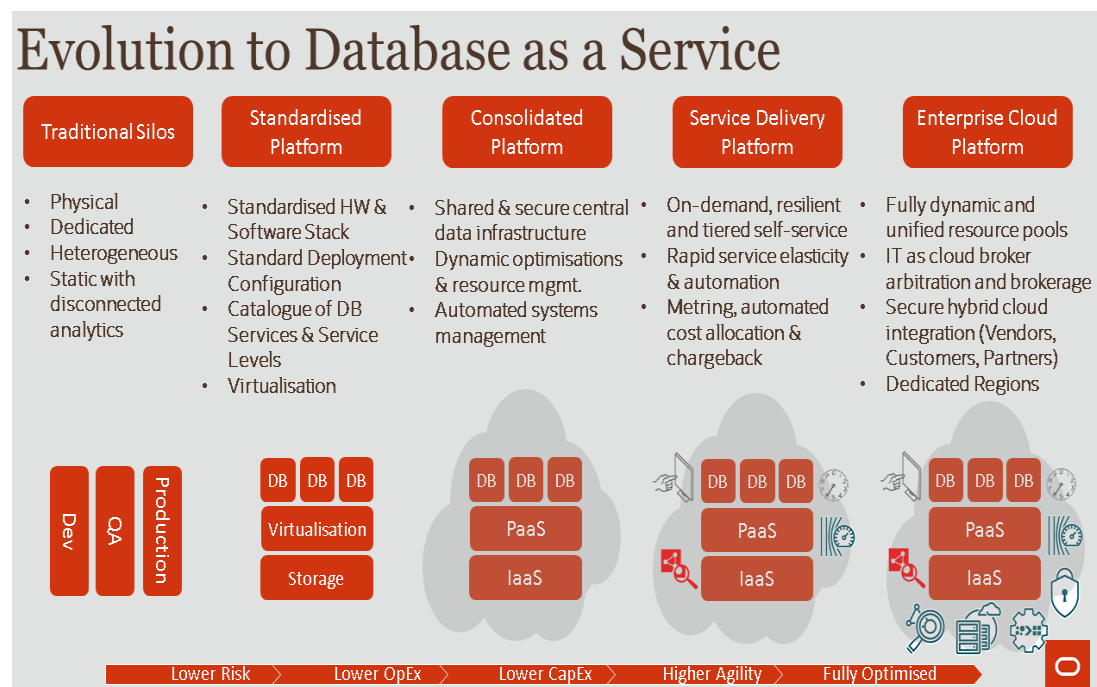 Evolution to Database as a Service
Traditional Silos
• Physical
• Dedicated
• Heterogeneous
• Static with
disconnected
analytics
Standardised
Platform
• Standardised HW &
Software Stack
• Standard Deployment
Configuration
• Catalogue of DB
Services & Service
Levels
• Virtualisation
Consolidated
Platform
• Shared & secure central
data infrastructure
• Dynamic optimisations
& resource mgmt.
• Automated systems
management
Service Delivery
Platform
• On-demand, resilient
and tiered self-service
• Rapid service elasticity
& automation
• Metring, automated
cost allocation &
chargeback
Enterprise Cloud
Platform
• Fully dynamic and
unified resource pools
• IT as cloud broker
arbitration and brokerage
• Secure hybrid cloud
integration (Vendors,
Customers, Partners)
• Dedicated Regions
Dev
QA
Production
DB DB DB
Virtualisation
Storage
DB DB DB
PaaS
IaaS
DB DB DB
PaaS
IaaS
DB DB DB
PaaS
IaaS
Lower Risk
Lower OpEx
Lower CapEx
Higher Agility
Fully Optimised